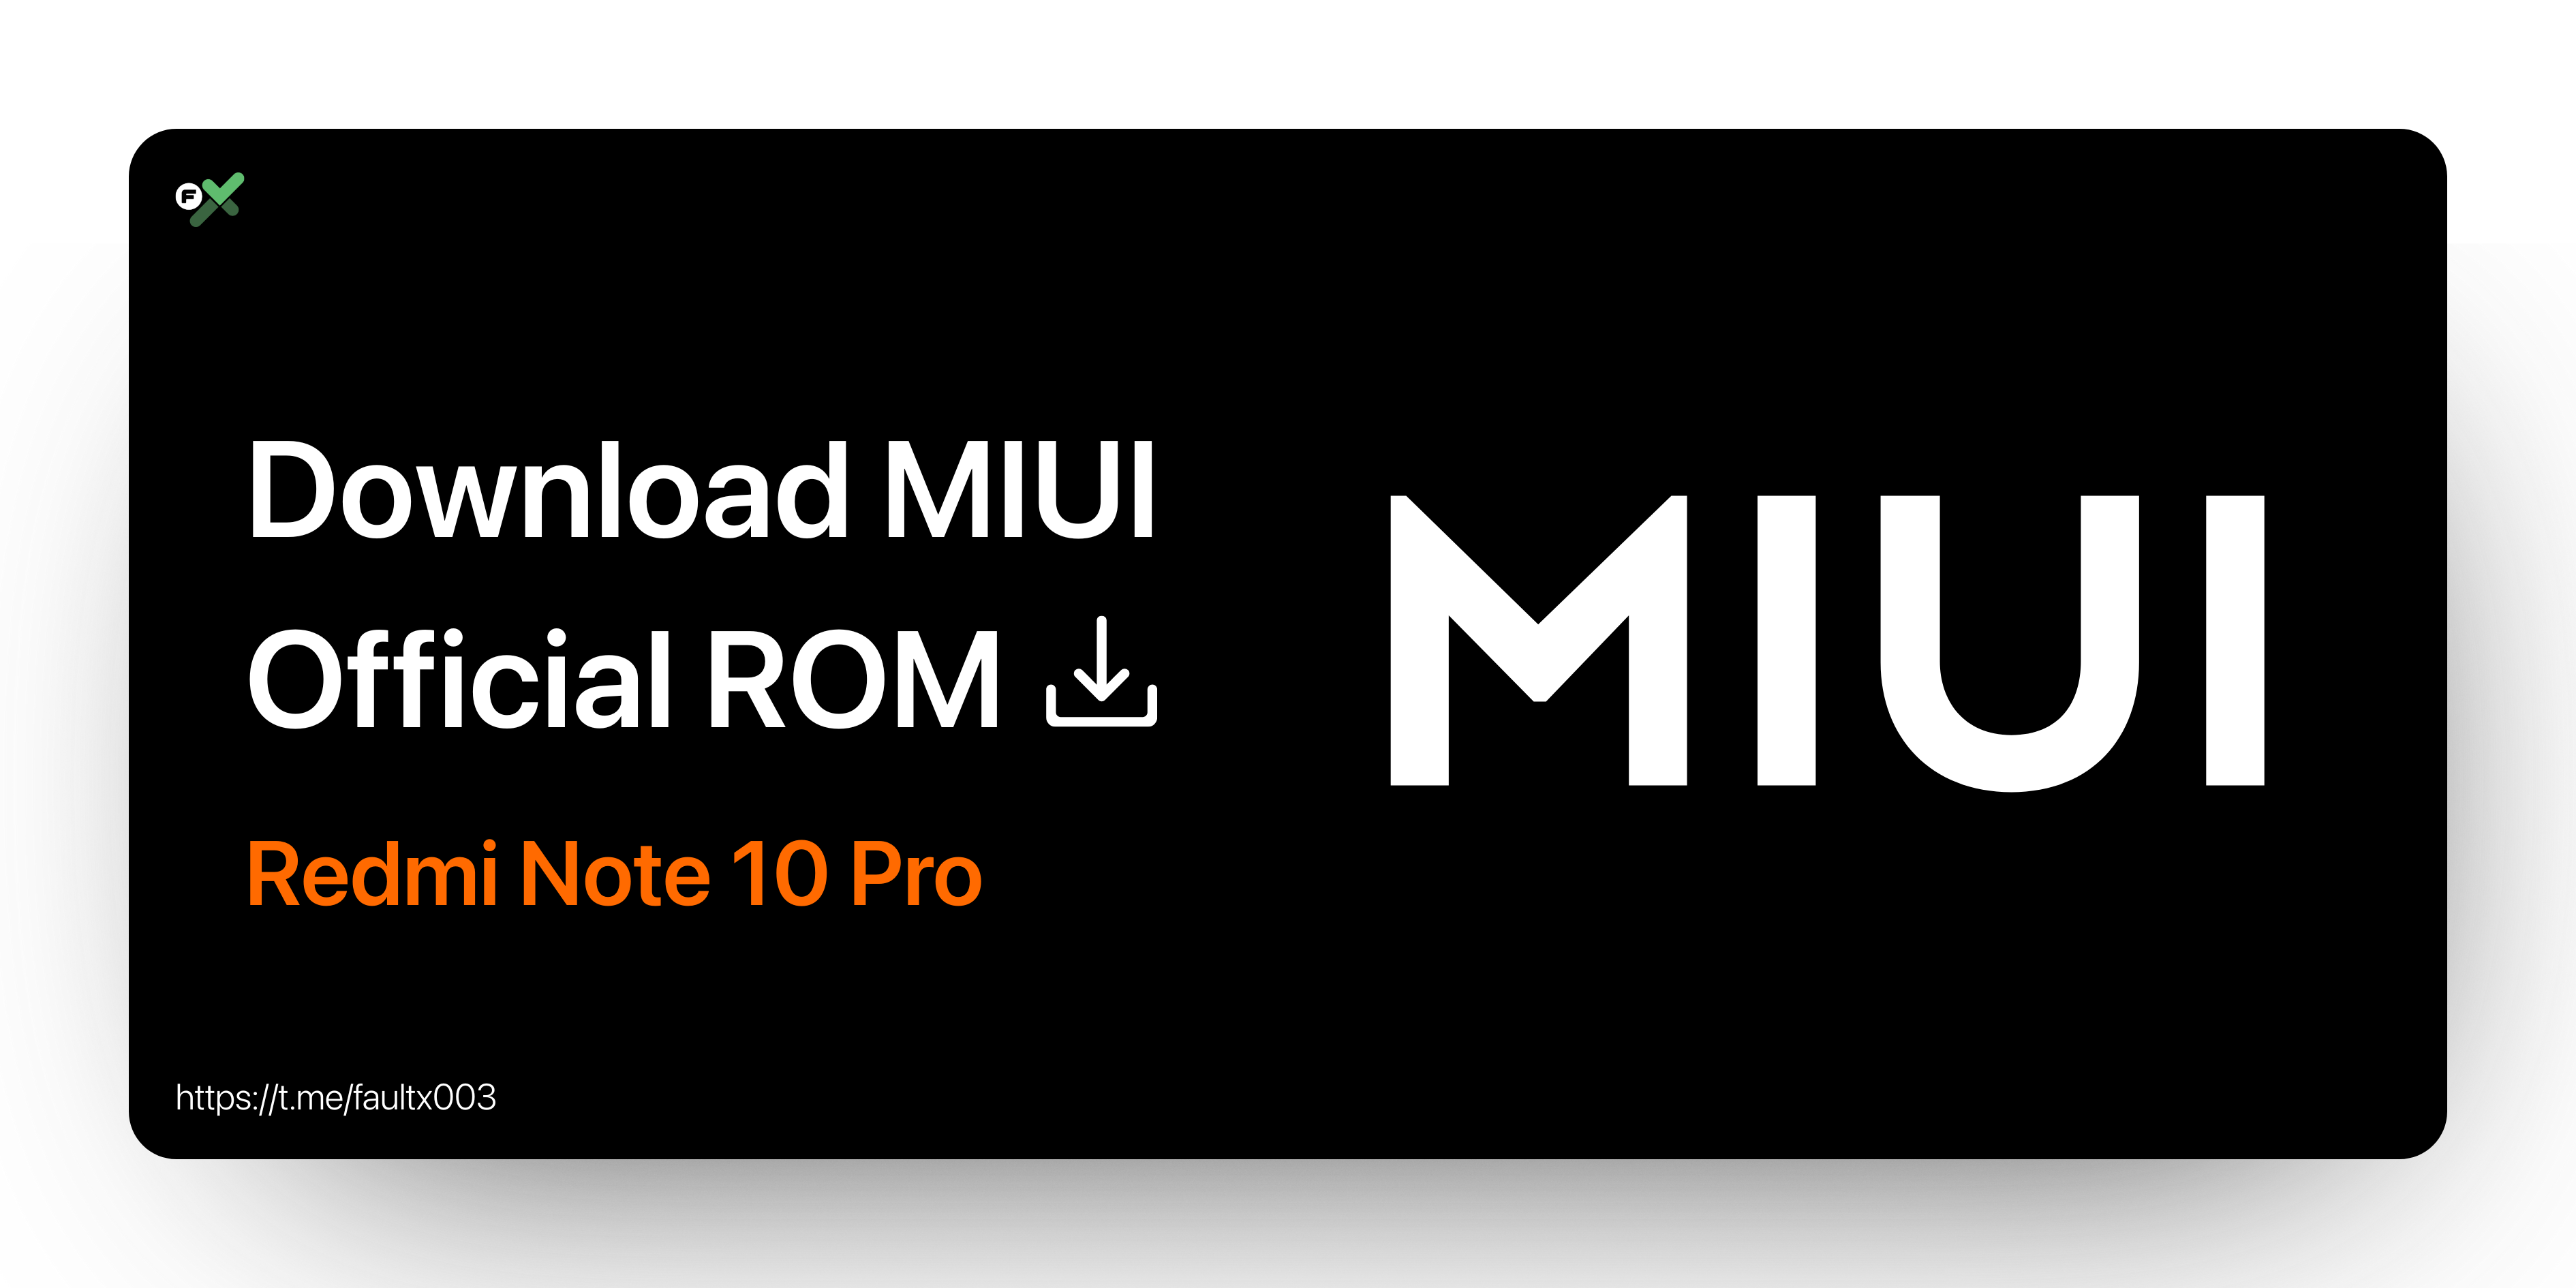 F
Download MIUI
Official ROM
Redmi Note 10 Pro
MIUI
https://t.me/faultx003